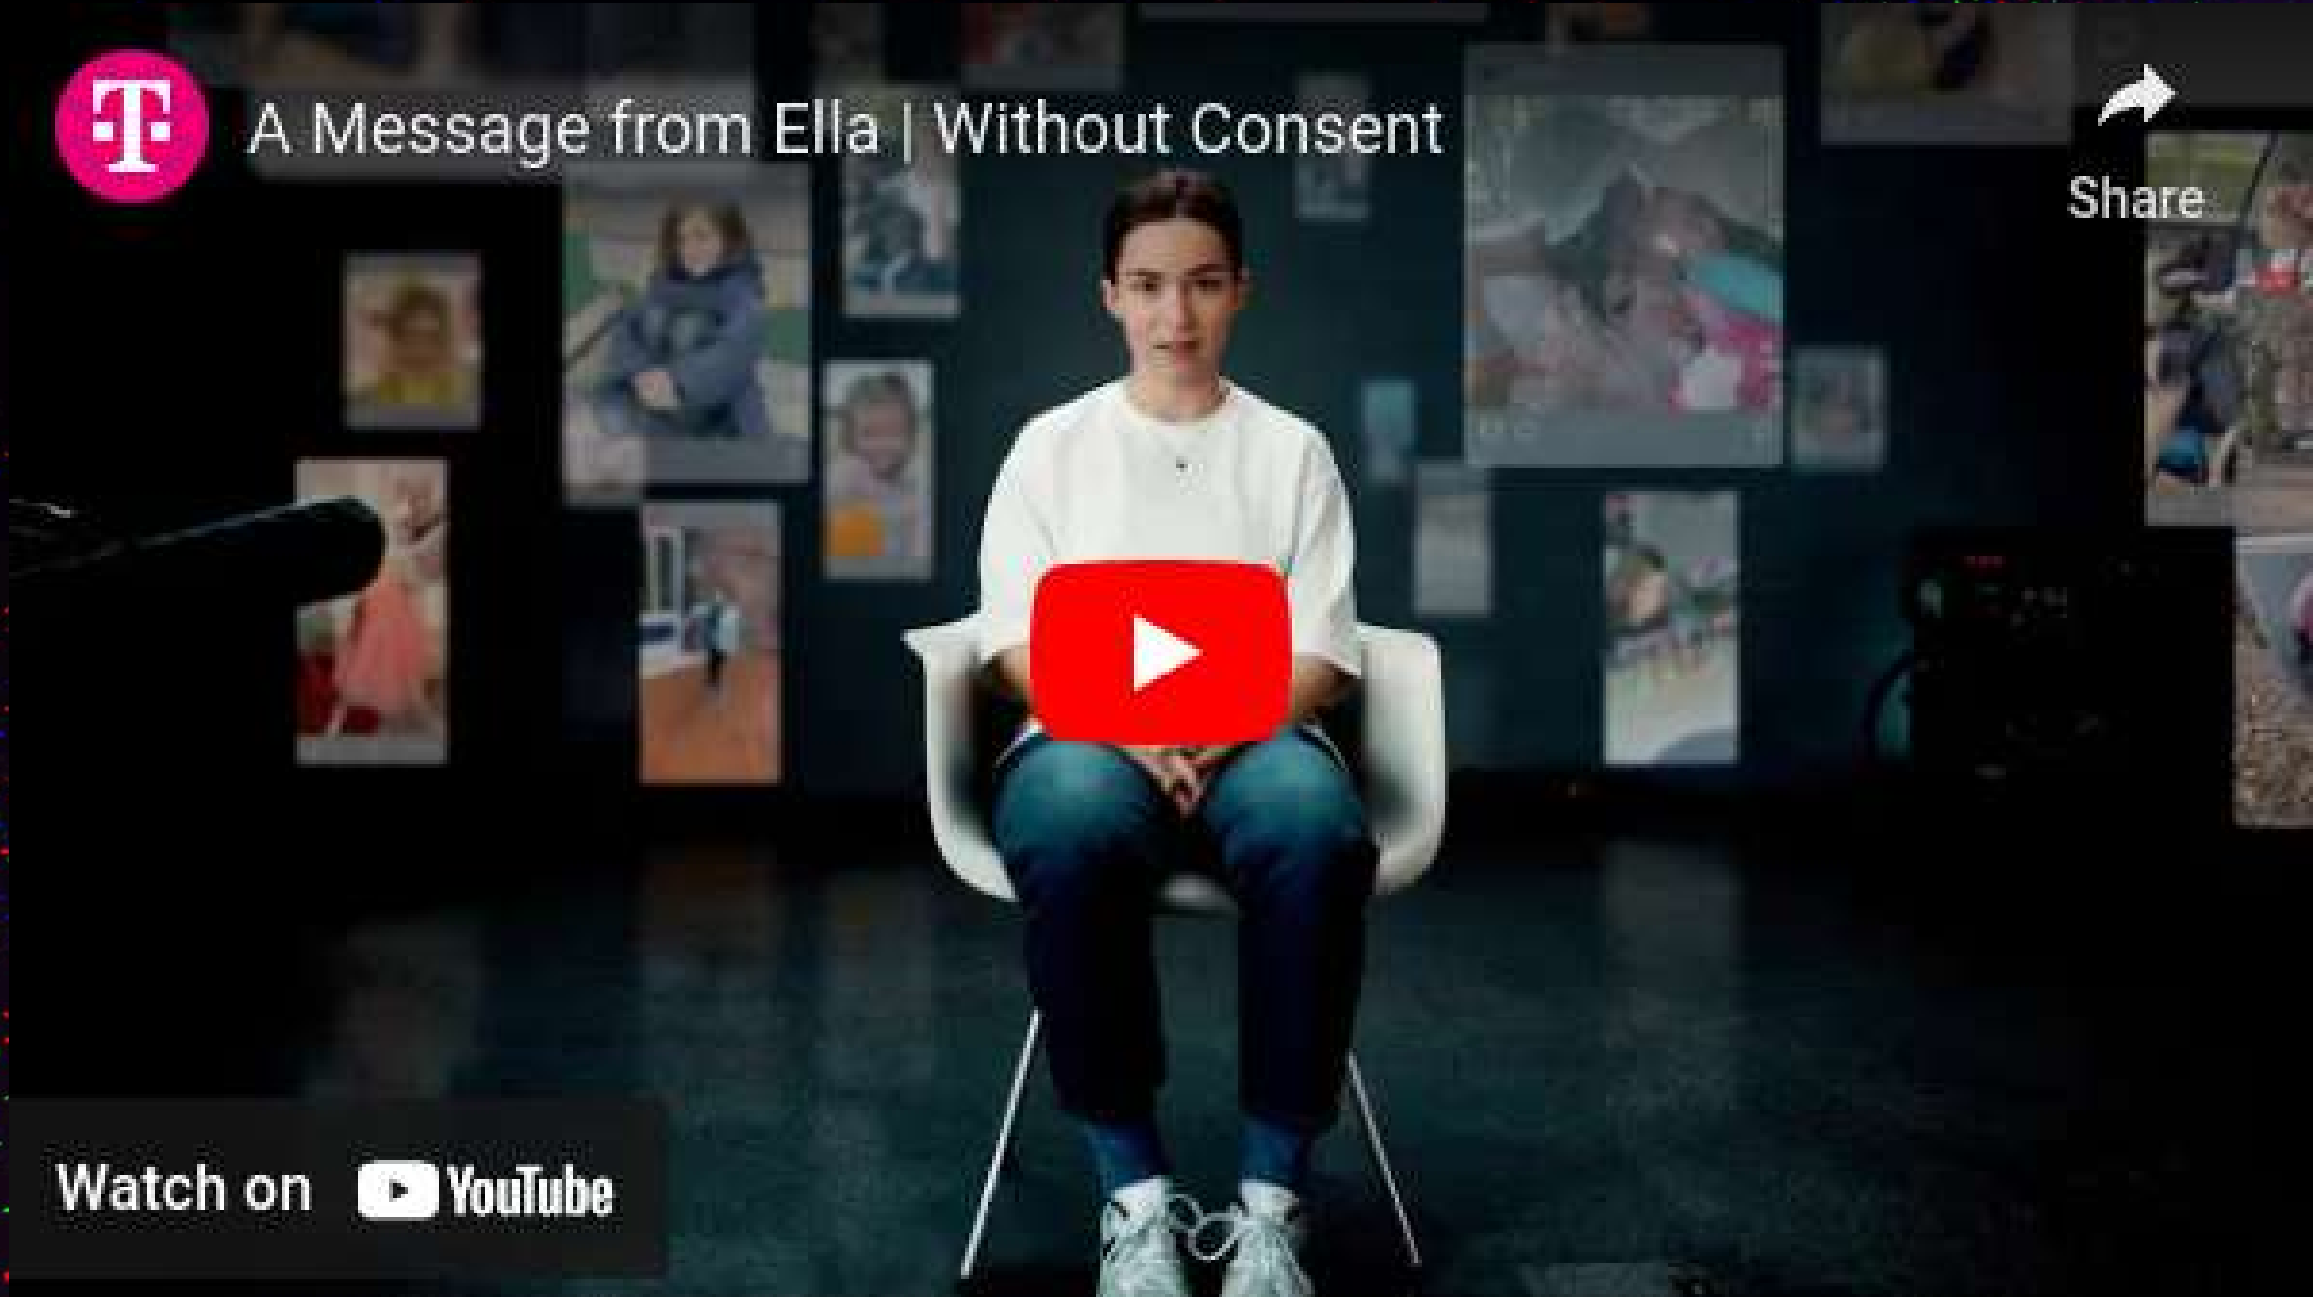 T
A Message from Ella | Without Consent
Share
Watch on YouTube